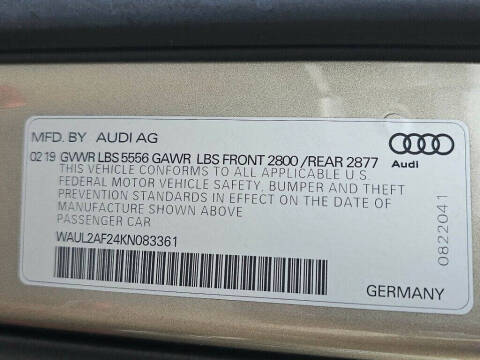 MFD. BY AUDI AG
02 19 GVWR LBS 5556 GAWR LBS FRONT 2800 /REAR 2877
Audi
THIS VEHICLE CONFORMS TO ALL APPLICABLE U.S.
FEDERAL MOTOR VEHICLE SAFETY, BUMPER AND THEFT
PREVENTION STANDARDS IN EFFECT ON THE DATE OF
MANUFACTURE SHOWN ABOVE
PASSENGER CAR
WAUL2AF24KN083361
GERMANY
0822041